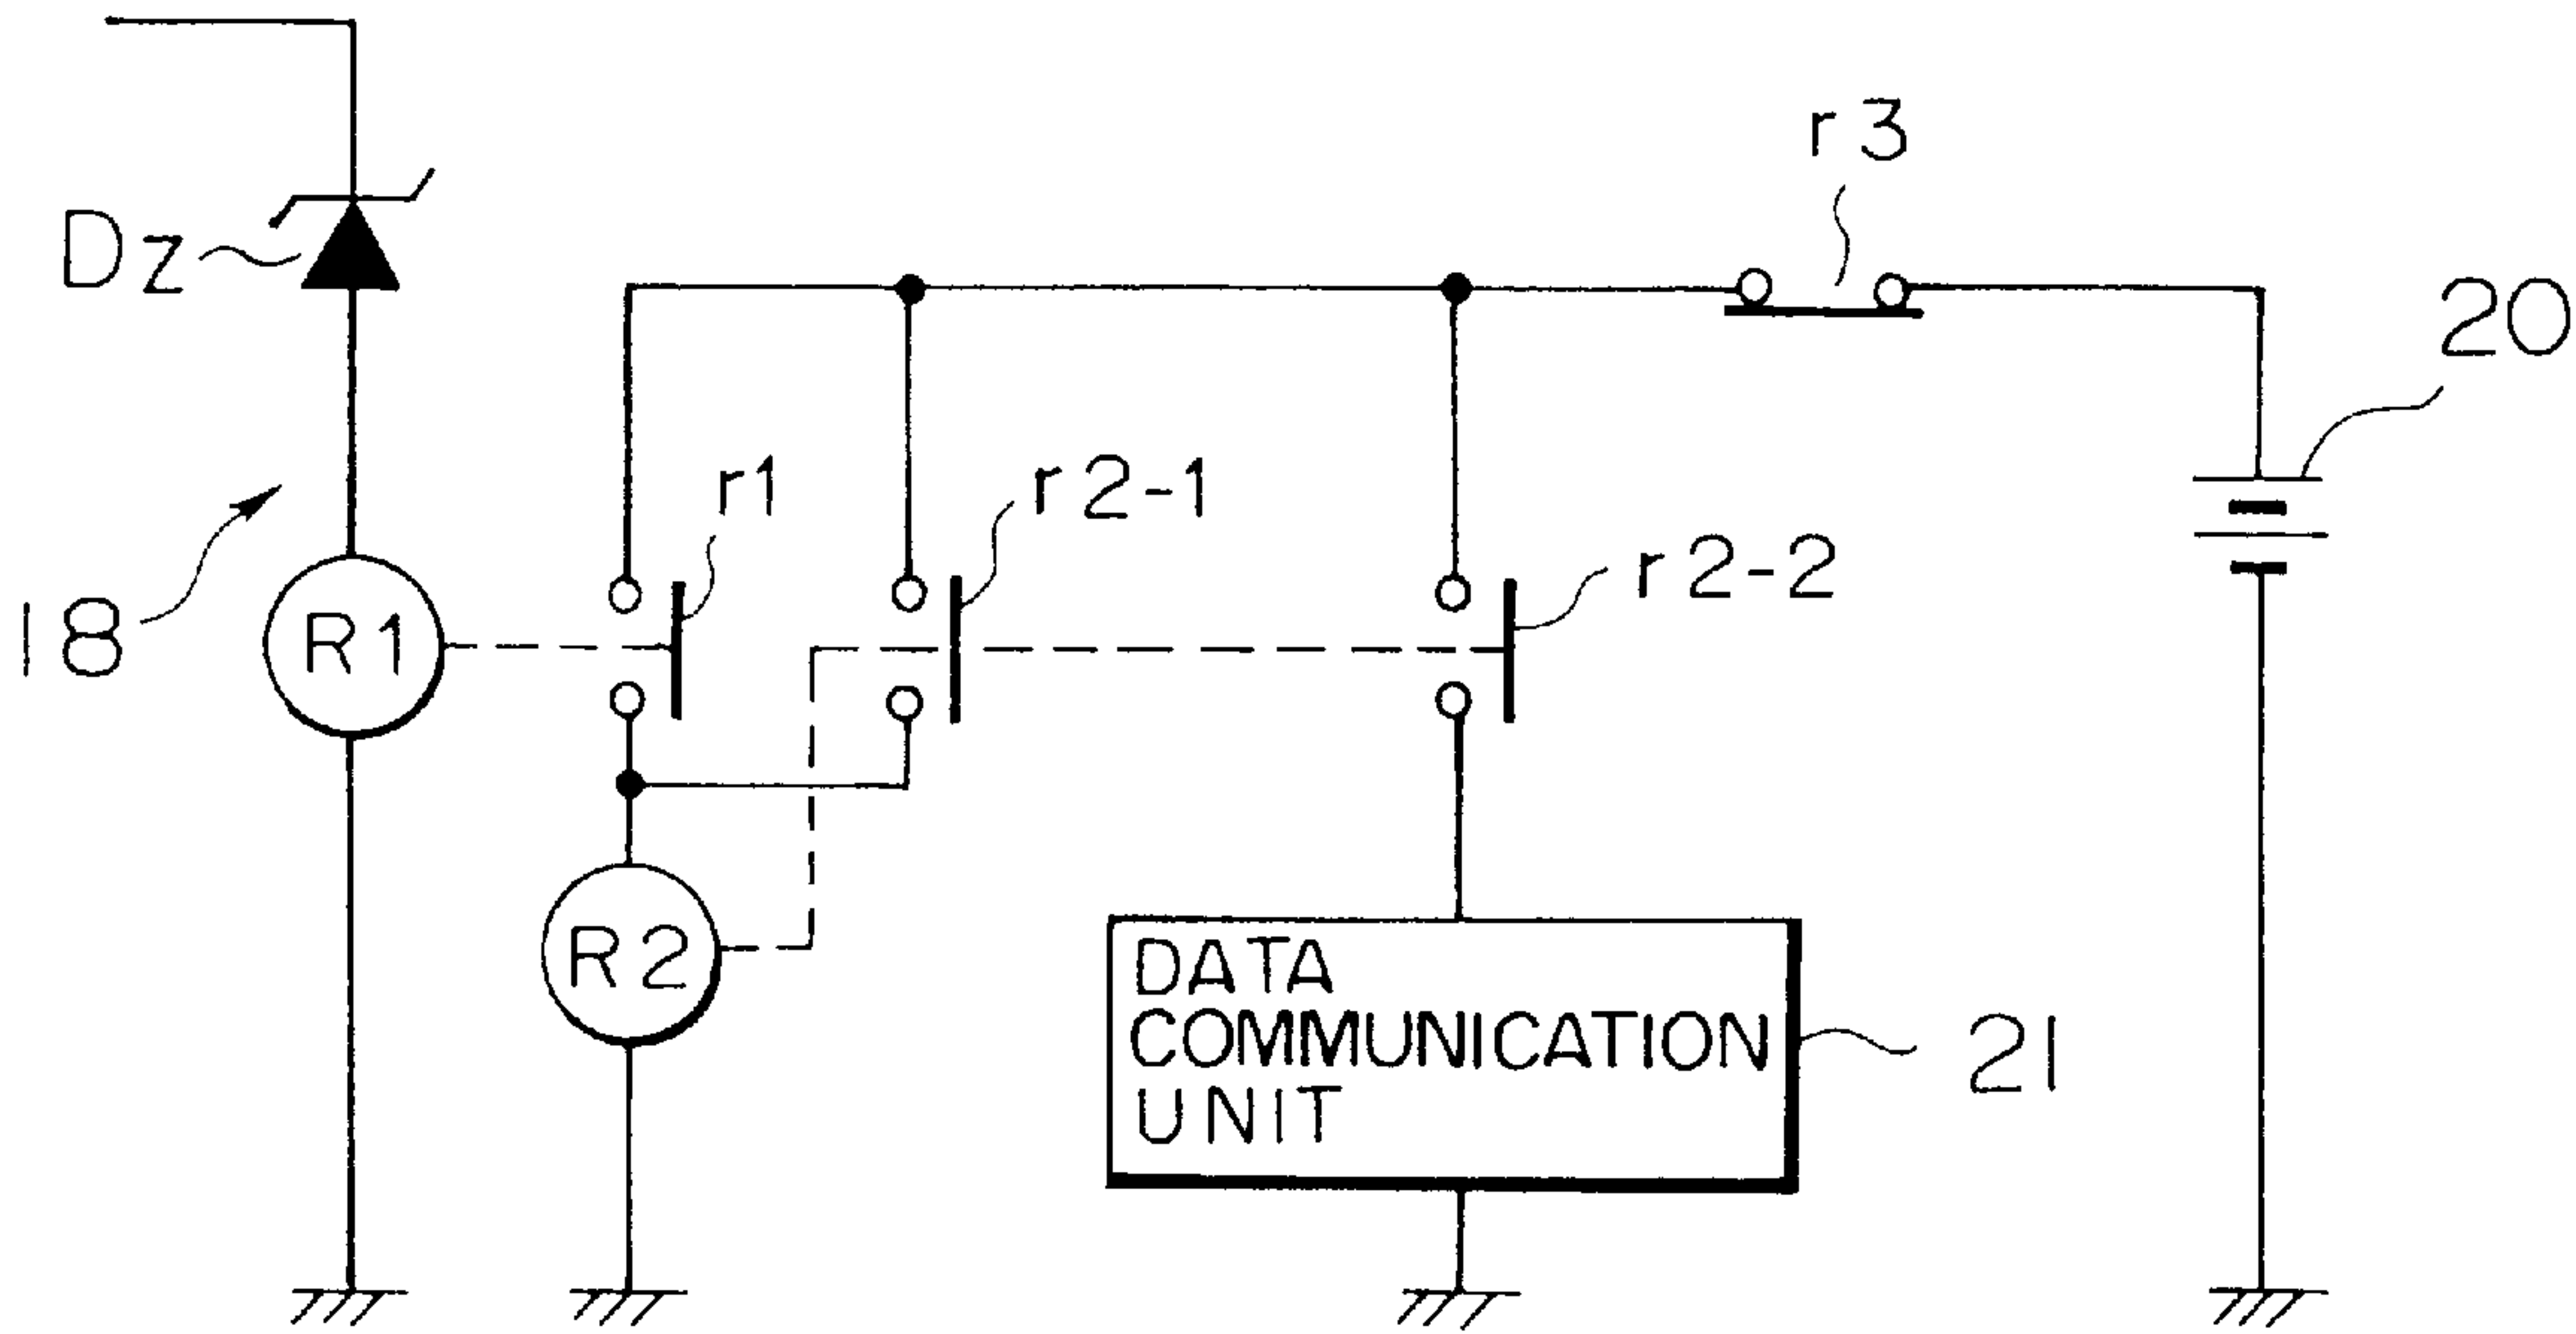 r3
Dz
20
r1
r2-1
r2-2
18
R1
R2
DATA
COMMUNICATION
UNIT
21